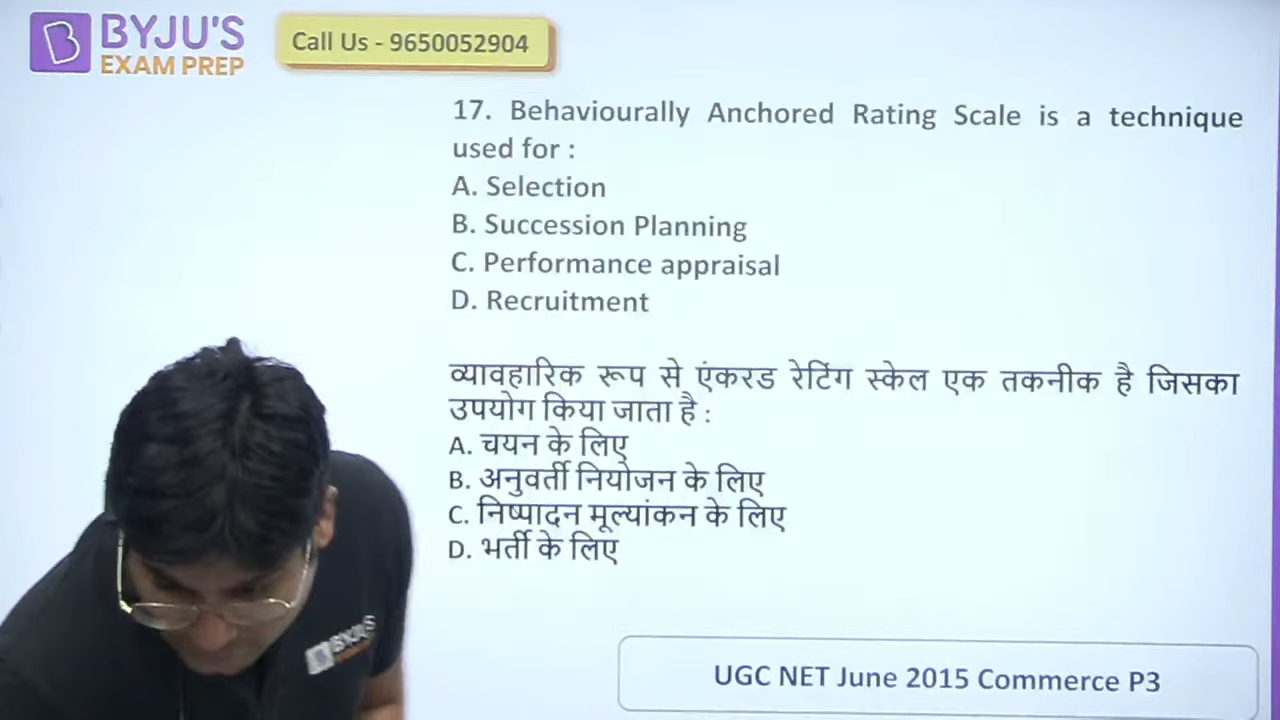 BYJU'S
EXAM PREP
Call Us - 9650052904
17. Behaviourally Anchored Rating Scale is a technique
used for :
A. Selection
B. Succession Planning
C. Performance appraisal
D. Recruitment
व्यावहारिक रूप से एंकरड रेटिंग स्केल एक तकनीक है जिसका
उपयोग किया जाता है :
A. चयन के लिए
B. अनुवर्ती नियोजन के लिए
C. निष्पादन मूल्यांकन के लिए
D. भर्ती के लिए
BYJU'S
UGC NET June 2015 Commerce P3